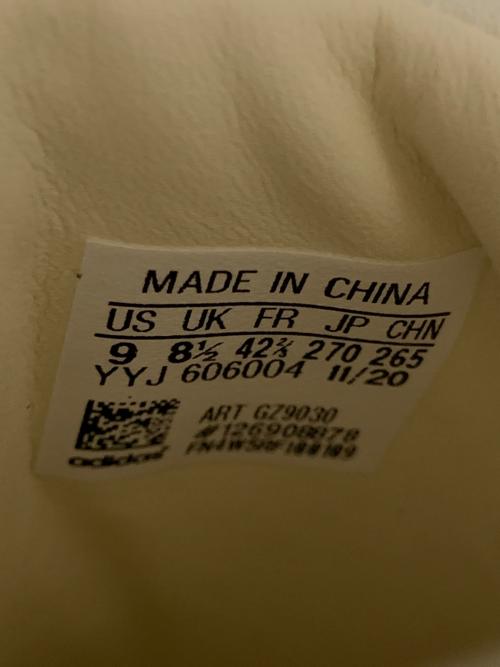 MADE IN CHINA
US UK FR JP CHN
9 8½ 42⅔ 270 265
YYJ 606004 11/20
ART GZ9030
#126908878
adidas